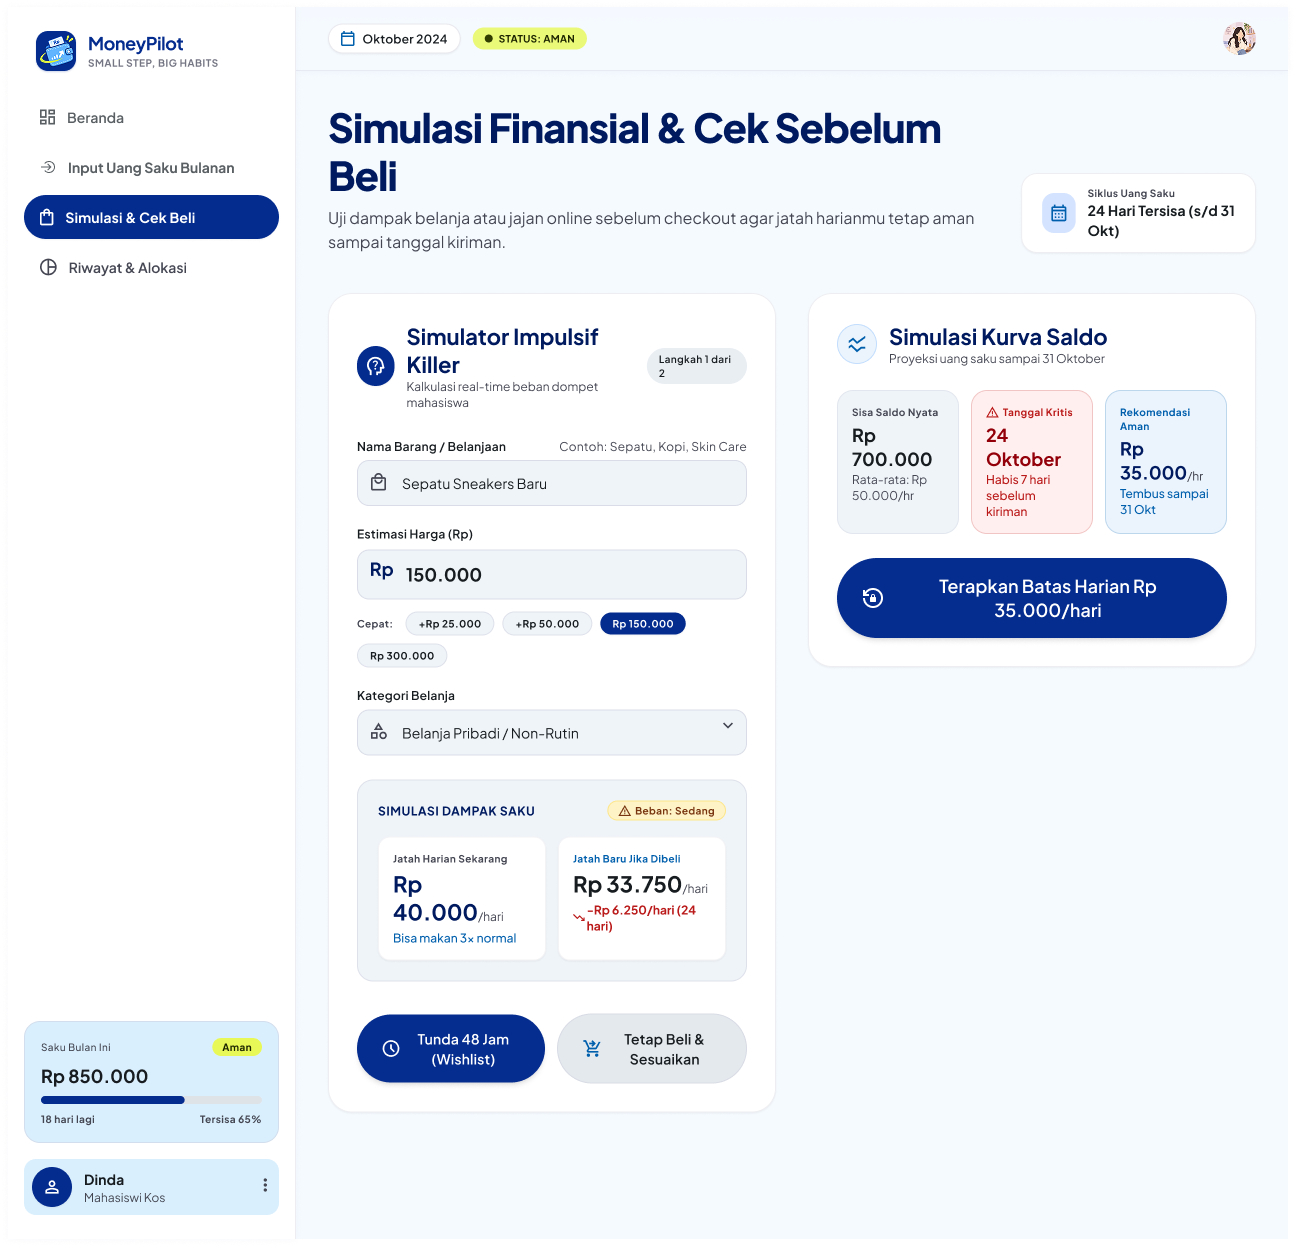 MoneyPilot
SMALL STEP, BIG HABITS
Beranda
Input Uang Saku Bulanan
Simulasi & Cek Beli
Riwayat & Alokasi
Saku Bulan Ini
Aman
Rp 850.000
18 hari lagi
Tersisa 65%
Dinda
Mahasiswi Kos
Oktober 2024
STATUS: AMAN
Simulasi Finansial & Cek Sebelum
Beli
Uji dampak belanja atau jajan online sebelum checkout agar jatah harianmu tetap aman
sampai tanggal kiriman.
Siklus Uang Saku
24 Hari Tersisa (s/d 31
Okt)
Simulator Impulsif
Killer
Kalkulasi real-time beban dompet
mahasiswa
Langkah 1 dari
2
Nama Barang / Belanjaan
Contoh: Sepatu, Kopi, Skin Care
Sepatu Sneakers Baru
Estimasi Harga (Rp)
Rp 150.000
Cepat:
+Rp 25.000
+Rp 50.000
Rp 150.000
Rp 300.000
Kategori Belanja
Belanja Pribadi / Non-Rutin
SIMULASI DAMPAK SAKU
Beban: Sedang
Jatah Harian Sekarang
Rp
40.000/hari
Bisa makan 3x normal
Jatah Baru Jika Dibeli
Rp 33.750/hari
-Rp 6.250/hari (24
hari)
Tunda 48 Jam
(Wishlist)
Tetap Beli &
Sesuaikan
Simulasi Kurva Saldo
Proyeksi uang saku sampai 31 Oktober
Sisa Saldo Nyata
Rp
700.000
Rata-rata: Rp
50.000/hr
Tanggal Kritis
24
Oktober
Habis 7 hari
sebelum
kiriman
Rekomendasi
Aman
Rp
35.000/hr
Tembus sampai
31 Okt
Terapkan Batas Harian Rp
35.000/hari